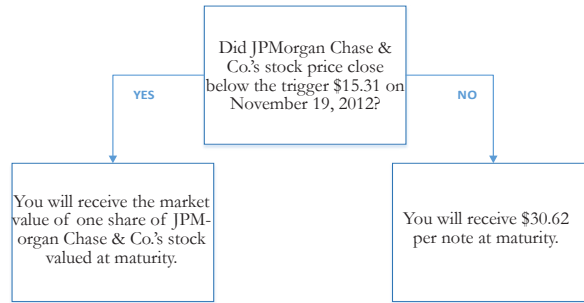 Did JPMorgan Chase &
Co.'s stock price close
below the trigger $15.31 on
November 19, 2012?
YES
NO
You will receive the market
value of one share of JPM-
organ Chase & Co.'s stock
valued at maturity.
You will receive $30.62
per note at maturity.